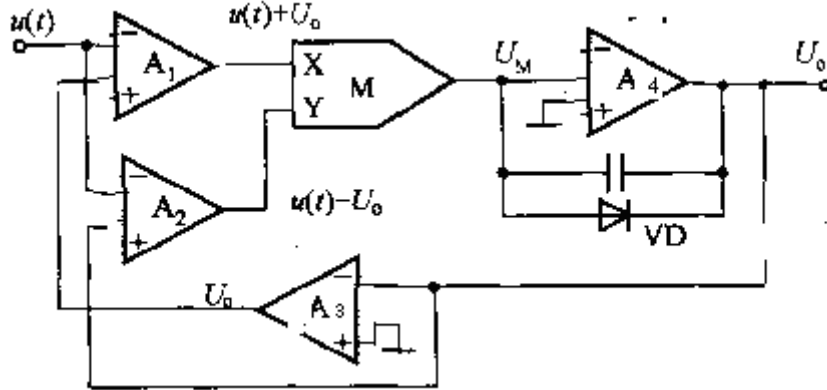 u(t)
u(t)+U₀
A₁
−
+
X
Y
M
U_M
A₄
−
+
U₀
A₂
−
+
u(t)−U₀
VD
U₀
A₃
−
+